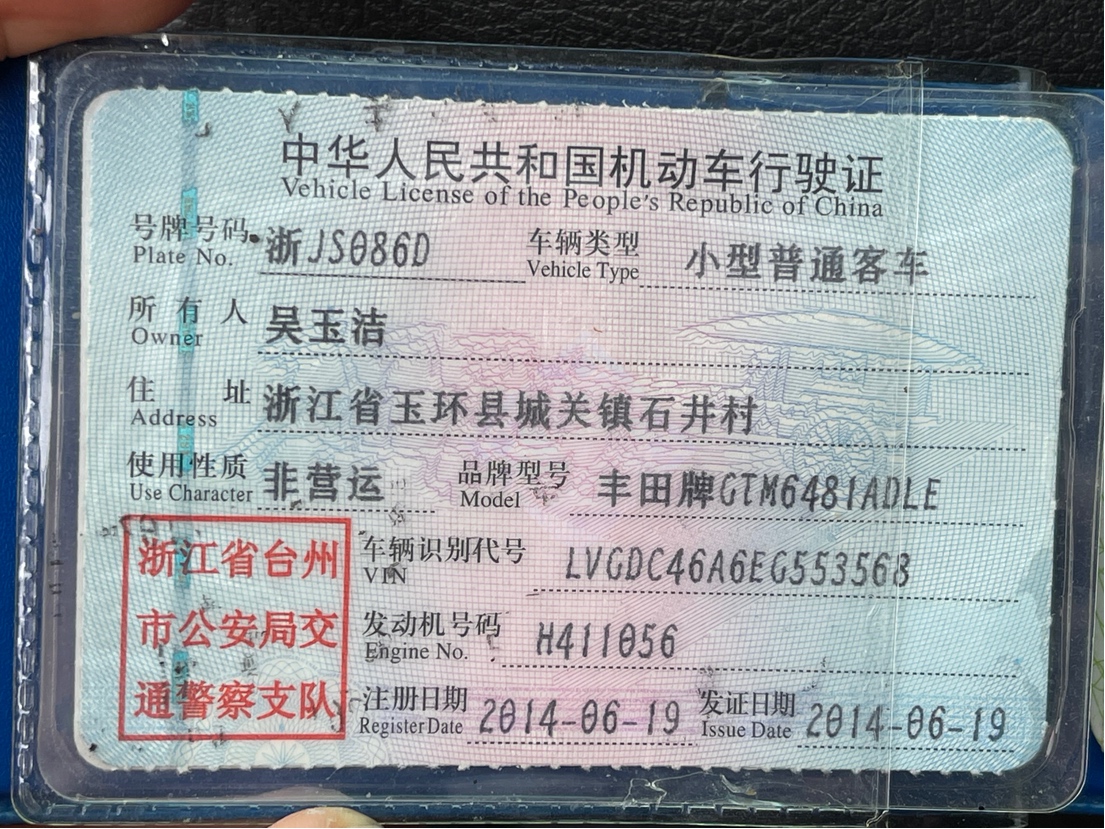 中华人民共和国机动车行驶证
Vehicle License of the People's Republic of China
号牌号码 浙JS086D 车辆类型 小型普通客车
Plate No. Vehicle Type
所有人 吴玉洁
Owner
住址 浙江省玉环县城关镇石井村
Address
使用性质 非营运 品牌型号 丰田牌GTM6481ADLE
Use Character Model
浙江省台州
市公安局交
通警察支队
车辆识别代号 LVGDC46A6EG553568
VIN
发动机号码 H411056
Engine No.
注册日期 2014-06-19 发证日期 2014-06-19
Register Date Issue Date